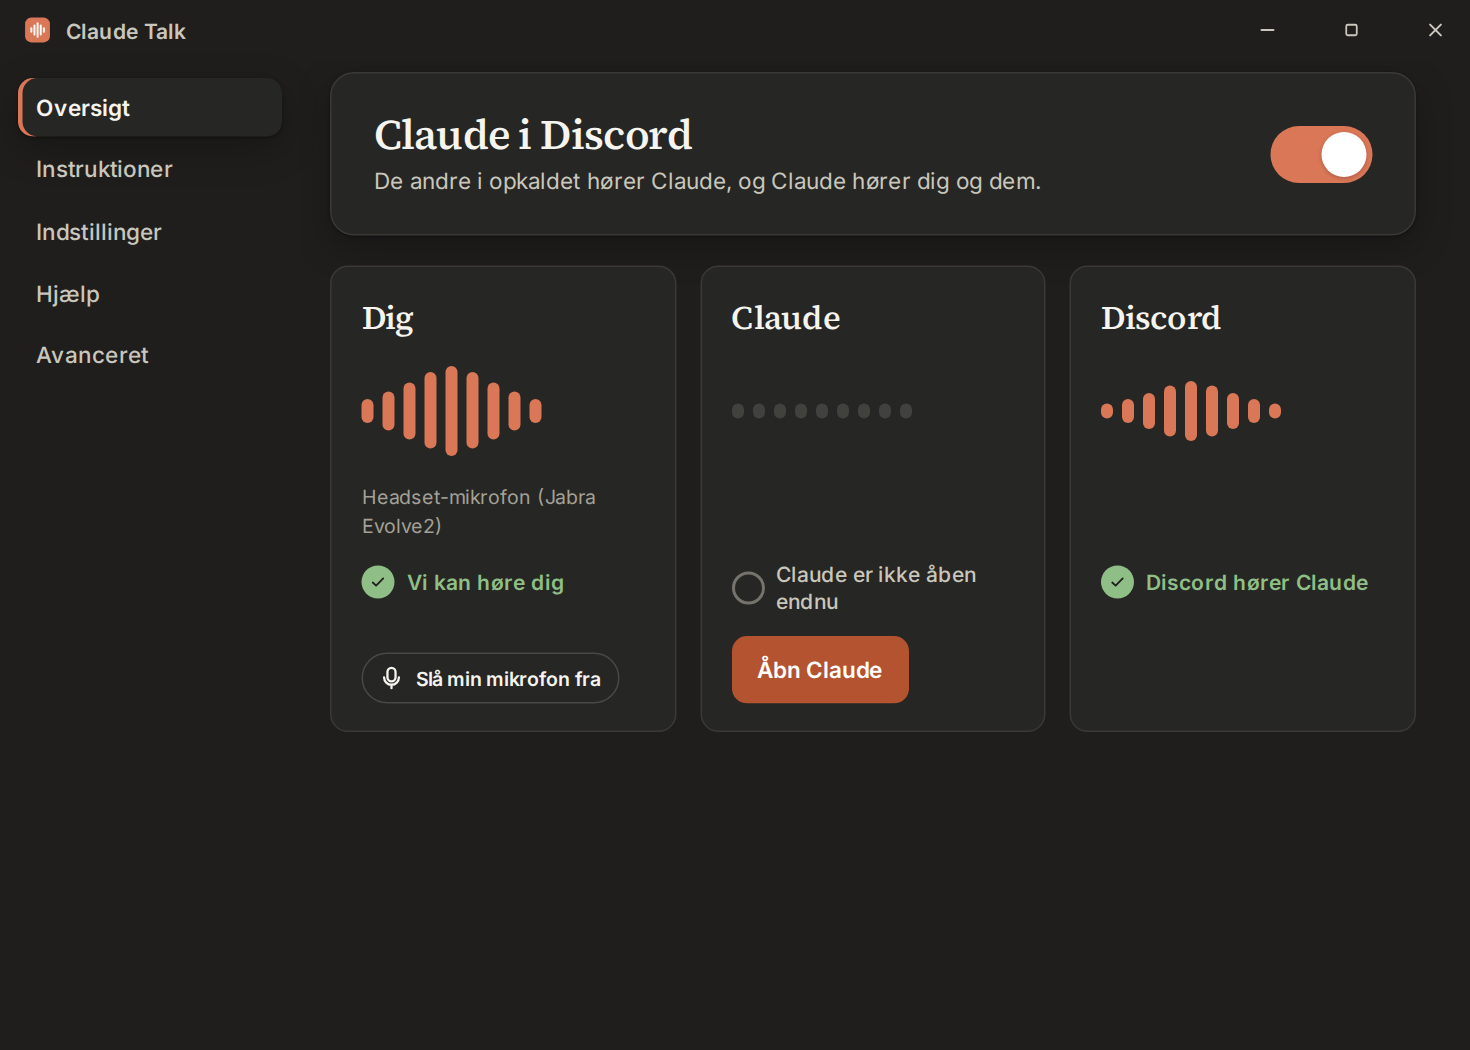 Claude Talk
Oversigt
Instruktioner
Indstillinger
Hjælp
Avanceret
Claude i Discord
De andre i opkaldet hører Claude, og Claude hører dig og dem.
Dig
Headset-mikrofon (Jabra
Evolve2)
Vi kan høre dig
Slå min mikrofon fra
Claude
Claude er ikke åben
endnu
Åbn Claude
Discord
Discord hører Claude